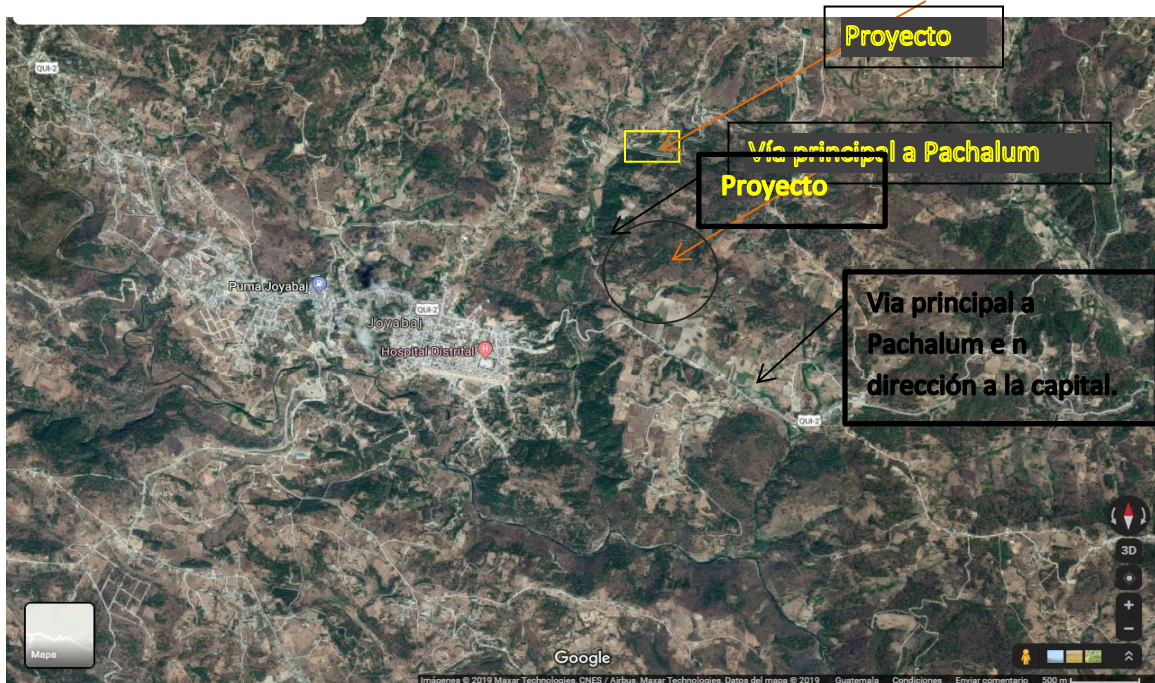 Proyecto
QUI-2
Vía principal a Pachalum
Proyecto
Puma Joyabaj
Via principal a
Pachalum e n
dirección a la capital.
QUI-2
Joyabaj
Hospital Distrital
H
QUI-2
3D
+
−
Mapa
Google
Imágenes © 2019 Maxar Technologies, CNES / Airbus, Maxar Technologies, Datos del mapa © 2019 Guatemala Condiciones Enviar comentario 500 m